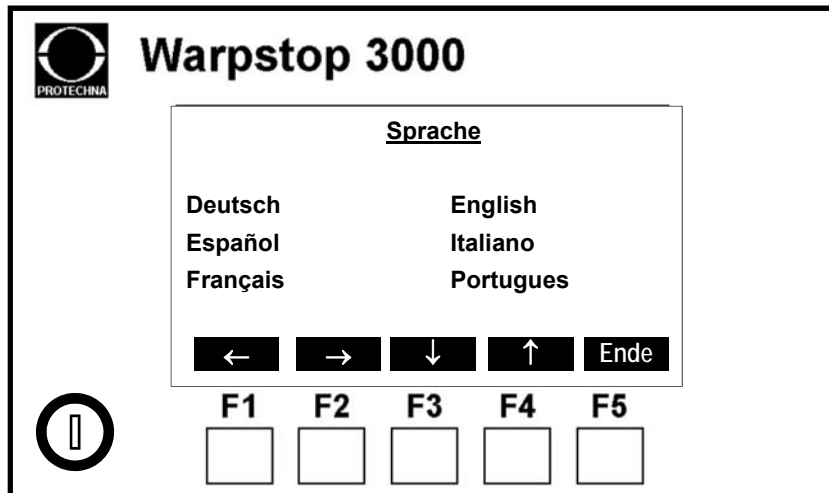 PROTECHNA
Warpstop 3000
Sprache
Deutsch English
Español Italiano
Français Portugues
← → ↓ ↑ Ende
F1 F2 F3 F4 F5